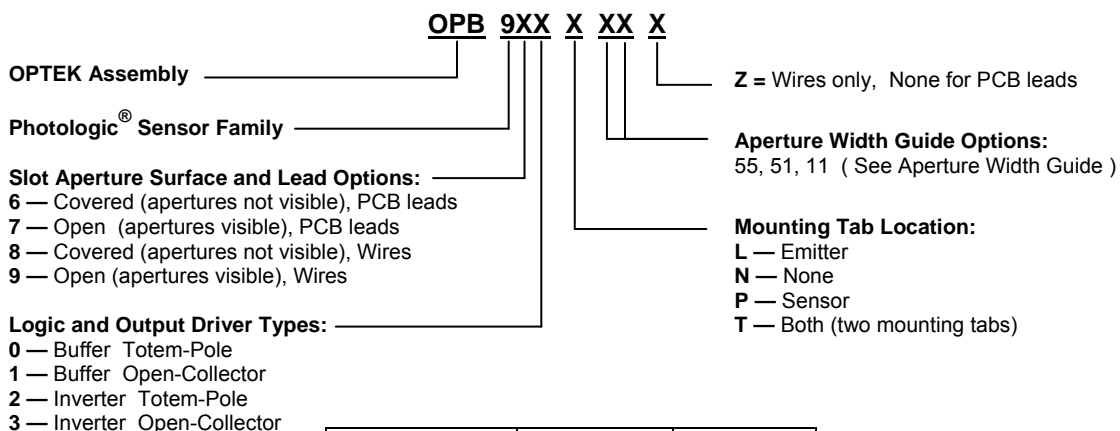 OPB 9XX X XX X
OPTEK Assembly
Photologic® Sensor Family
Slot Aperture Surface and Lead Options:
6 — Covered (apertures not visible), PCB leads
7 — Open (apertures visible), PCB leads
8 — Covered (apertures not visible), Wires
9 — Open (apertures visible), Wires
Logic and Output Driver Types:
0 — Buffer Totem-Pole
1 — Buffer Open-Collector
2 — Inverter Totem-Pole
3 — Inverter Open-Collector
Z = Wires only, None for PCB leads
Aperture Width Guide Options:
55, 51, 11 ( See Aperture Width Guide )
Mounting Tab Location:
L — Emitter
N — None
P — Sensor
T — Both (two mounting tabs)